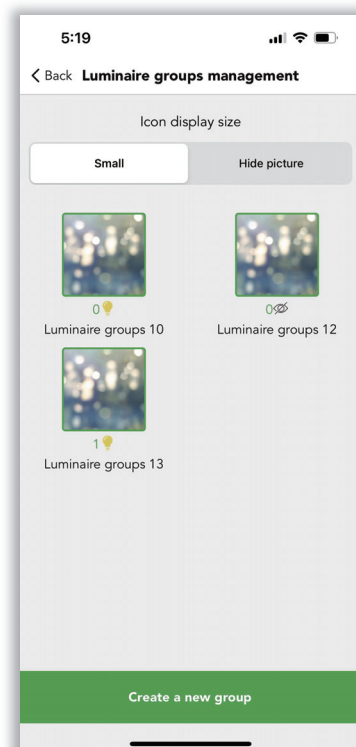 5:19
Back Luminaire groups management
Icon display size
Small Hide picture
0 0
Luminaire groups 10 Luminaire groups 12
1
Luminaire groups 13
Create a new group